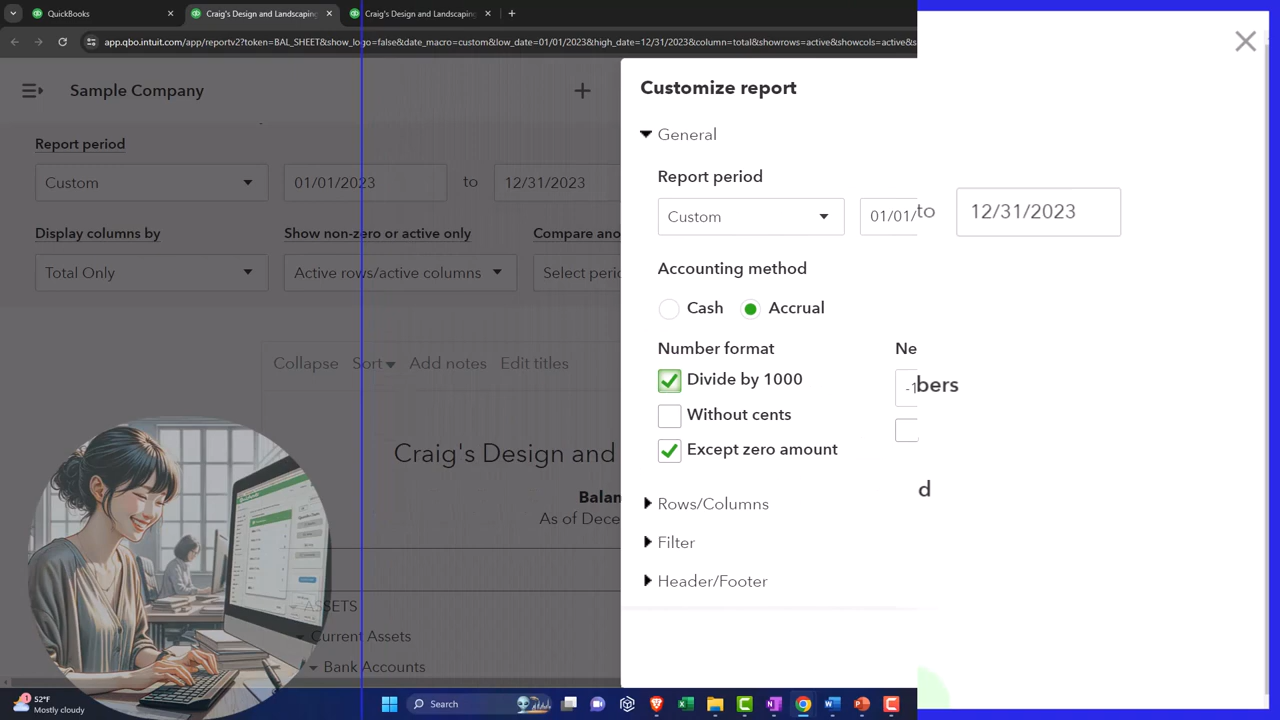 QuickBooks
Craig's Design and Landscaping
Craig's Design and Landscaping
app.qbo.intuit.com/app/reportv2?token=BAL_SHEET&show_logo=false&date_macro=custom&low_date=01/01/2023&high_date=12/31/2023&column=total&showrows=active&showcols=active&s
Sample Company
Customize report
General
Report period
Custom
01/01/2023
to
12/31/2023
Display columns by
Show non-zero or active only
Compare ano
Total Only
Active rows/active columns
Select peri
Report period
Custom
01/01/
to
12/31/2023
Accounting method
Cash
Accrual
Number format
Ne
bers
Divide by 1000
-1
Without cents
Except zero amount
d
Rows/Columns
Filter
Header/Footer
Collapse
Sort
Add notes
Edit titles
Craig's Design and
Balan
As of Dece
ASSETS
Current Assets
Bank Accounts
1
52°F
Mostly cloudy
Search